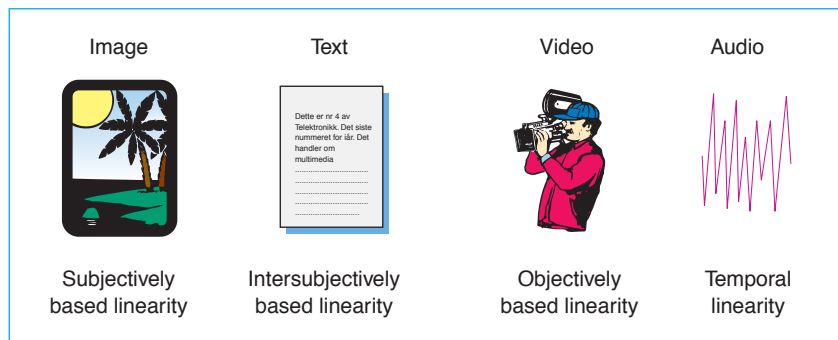 Image
Text
Video
Audio
Dette er nr 4 av
Telektronikk. Det siste
nummeret for iår. Det
handler om
multimedia
Subjectively
based linearity
Intersubjectively
based linearity
Objectively
based linearity
Temporal
linearity